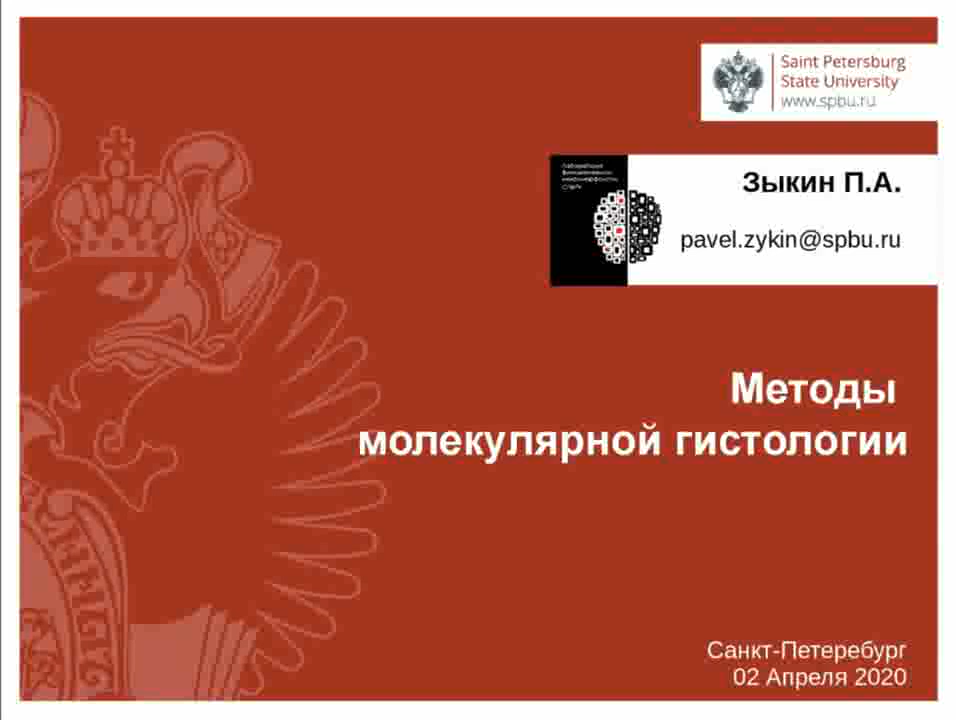 Saint Petersburg
State University
www.spbu.ru
Зыкин П.А.
pavel.zykin@spbu.ru
Методы
молекулярной гистологии
Санкт-Петеребург
02 Апреля 2020